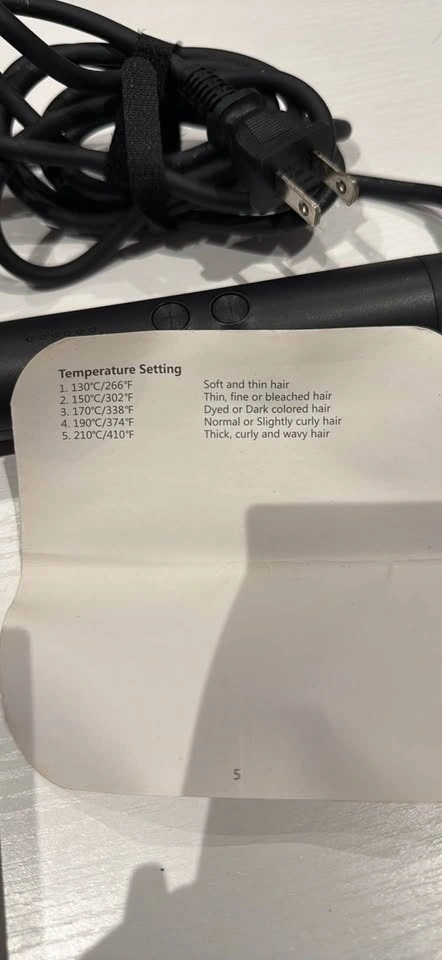 Temperature Setting
1. 130°C/266°F Soft and thin hair
2. 150°C/302°F Thin, fine or bleached hair
3. 170°C/338°F Dyed or Dark colored hair
4. 190°C/374°F Normal or Slightly curly hair
5. 210°C/410°F Thick, curly and wavy hair
5